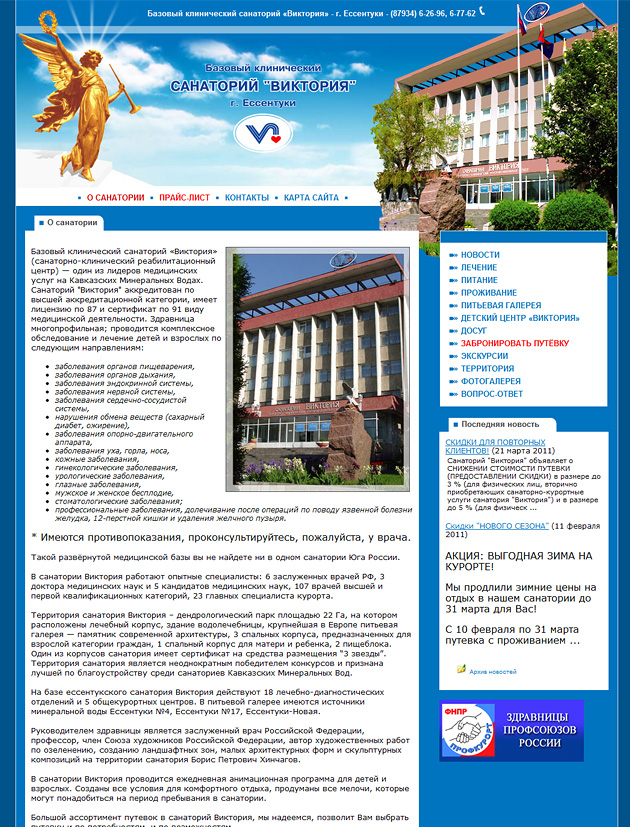 Базовый клинический санаторий «Виктория» - г. Ессентуки - (87934) 6-26-96, 6-77-62
Базовый клинический
САНАТОРИЙ "ВИКТОРИЯ"
г. Ессентуки
О САНАТОРИИ
ПРАЙС-ЛИСТ
КОНТАКТЫ
КАРТА САЙТА
О санатории
Базовый клинический санаторий «Виктория»
(санаторно-клинический реабилитационный
центр) — один из лидеров медицинских
услуг на Кавказских Минеральных Водах.
Санаторий "Виктория" аккредитован по
высшей аккредитационной категории, имеет
лицензию по 87 и сертификат по 91 виду
медицинской деятельности. Здравница
многопрофильная; проводится комплексное
обследование и лечение детей и взрослых по
следующим направлениям:
заболевания органов пищеварения,
заболевания органов дыхания,
заболевания эндокринной системы,
заболевания нервной системы,
заболевания сердечно-сосудистой
системы,
нарушения обмена веществ (сахарный
диабет, ожирение),
заболевания опорно-двигательного
аппарата,
заболевания уха, горла, носа,
кожные заболевания,
гинекологические заболевания,
урологические заболевания,
глазные заболевания,
мужское и женское бесплодие,
стоматологические заболевания;
профессиональные заболевания, долечивание после операций по поводу язвенной болезни
желудка, 12-перстной кишки и удаления желчного пузыря.
* Имеются противопоказания, проконсультируйтесь, пожалуйста, у врача.
Такой развёрнутой медицинской базы вы не найдете ни в одном санатории Юга России.
В санатории Виктория работают опытные специалисты: 6 заслуженных врачей РФ, 3
доктора медицинских наук и 5 кандидатов медицинских наук, 107 врачей высшей и
первой квалификационных категорий, 23 главных специалиста курорта.
Территория санатория Виктория – дендрологический парк площадью 22 Га, на котором
расположены лечебный корпус, здание водолечебницы, крупнейшая в Европе питьевая
галерея — памятник современной архитектуры, 3 спальных корпуса, предназначенных для
взрослой категории граждан, 1 спальный корпус для матери и ребенка, 2 пищеблока.
Один из корпусов санатория имеет сертификат на средства размещения "3 звезды".
Территория санатория является неоднократным победителем конкурсов и признана
лучшей по благоустройству среди санаториев Кавказских Минеральных Вод.
На базе ессентукского санатория Виктория действуют 18 лечебно-диагностических
отделений и 5 общекурортных центров. В питьевой галерее имеются источники
минеральной воды Ессентуки №4, Ессентуки №17, Ессентуки-Новая.
Руководителем здравницы является заслуженный врач Российской Федерации,
профессор, член Союза художников Российской Федерации, автор художественных работ
по озеленению, созданию ландшафтных зон, малых архитектурных форм и скульптурных
композиций на территории санатория Борис Петрович Хинчагов.
В санатории Виктория проводится ежедневная анимационная программа для детей и
взрослых. Созданы все условия для комфортного отдыха, продуманы все мелочи, которые
могут понадобиться на период пребывания в санатории.
Большой ассортимент путевок в санаторий Виктория, мы надеемся, позволит Вам выбрать
путевку и по потребностям, и по возможностям.
НОВОСТИ
ЛЕЧЕНИЕ
ПИТАНИЕ
ПРОЖИВАНИЕ
ПИТЬЕВАЯ ГАЛЕРЕЯ
ДЕТСКИЙ ЦЕНТР «ВИКТОРИЯ»
ДОСУГ
ЗАБРОНИРОВАТЬ ПУТЁВКУ
ЭКСКУРСИИ
ТЕРРИТОРИЯ
ФОТОГАЛЕРЕЯ
ВОПРОС-ОТВЕТ
Последняя новость
СКИДКИ ДЛЯ ПОВТОРНЫХ
КЛИЕНТОВ! (21 марта 2011)
Санаторий "Виктория" объявляет о
СНИЖЕНИИ СТОИМОСТИ ПУТЕВКИ
(ПРЕДОСТАВЛЕНИИ СКИДКИ) в размере до
3 % (для физических лиц, вторично
приобретающих санаторно-курортные
услуги санатория "Виктория") и в размере
до 5 % (для физическ ...
Скидки "НОВОГО СЕЗОНА" (11 февраля
2011)
АКЦИЯ: ВЫГОДНАЯ ЗИМА НА
КУРОРТЕ!
Мы продлили зимние цены на
отдых в нашем санатории до
31 марта для Вас!
С 10 февраля по 31 марта
путевка с проживанием ...
Архив новостей
ФНПР
ПРОФКУРОРТ
ЗДРАВНИЦЫ
ПРОФСОЮЗОВ
РОССИИ